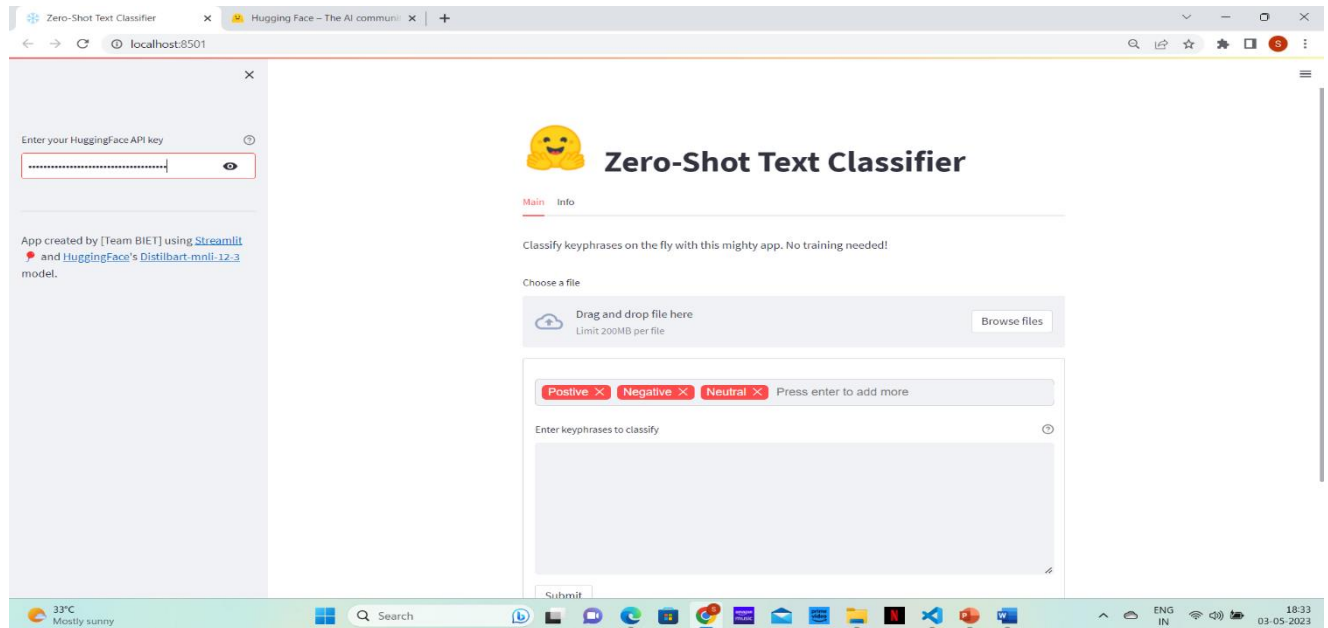 Zero-Shot Text Classifier
Hugging Face – The AI communi
localhost:8501
S
Enter your HuggingFace API key
App created by [Team BIET] using Streamlit
and HuggingFace's Distilbart-mnli-12-3
model.
Zero-Shot Text Classifier
Main Info
Classify keyphrases on the fly with this mighty app. No training needed!
Choose a file
Drag and drop file here
Limit 200MB per file
Browse files
Postive Negative Neutral Press enter to add more
Enter keyphrases to classify
Submit
33°C
Mostly sunny
Search
ENG
IN
18:33
03-05-2023